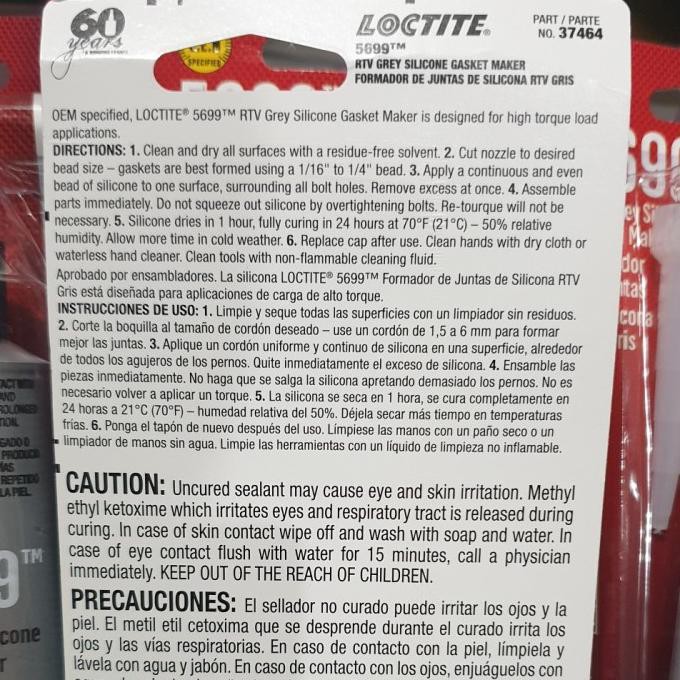 60
years
LOCTITE®
PART / PARTE
NO. 37464
5699™
SPECIFIED
RTV GREY SILICONE GASKET MAKER
FORMADOR DE JUNTAS DE SILICONA RTV GRIS
OEM specified, LOCTITE® 5699™ RTV Grey Silicone Gasket Maker is designed for high torque load
applications.
DIRECTIONS: 1. Clean and dry all surfaces with a residue-free solvent. 2. Cut nozzle to desired
bead size – gaskets are best formed using a 1/16" to 1/4" bead. 3. Apply a continuous and even
bead of silicone to one surface, surrounding all bolt holes. Remove excess at once. 4. Assemble
parts immediately. Do not squeeze out silicone by overtightening bolts. Re-tourque will not be
necessary. 5. Silicone dries in 1 hour, fully curing in 24 hours at 70°F (21°C) – 50% relative
humidity. Allow more time in cold weather. 6. Replace cap after use. Clean hands with dry cloth or
waterless hand cleaner. Clean tools with non-flammable cleaning fluid.
Aprobado por ensambladores. La silicona LOCTITE® 5699™ Formador de Juntas de Silicona RTV
Gris está diseñada para aplicaciones de carga de alto torque.
INSTRUCCIONES DE USO: 1. Limpie y seque todas las superficies con un limpiador sin residuos.
2. Corte la boquilla al tamaño de cordón deseado – use un cordón de 1,5 a 6 mm para formar
mejor las juntas. 3. Aplique un cordón uniforme y continuo de silicona en una superficie, alrededor
de todos los agujeros de los pernos. Quite inmediatamente el exceso de silicona. 4. Ensamble las
piezas inmediatamente. No haga que se salga la silicona apretando demasiado los pernos. No es
necesario volver a aplicar un torque. 5. La silicona se seca en 1 hora, se cura completamente en
24 horas a 21°C (70°F) – humedad relativa del 50%. Déjela secar más tiempo en temperaturas
frías. 6. Ponga el tapón de nuevo después del uso. Límpiese las manos con un paño seco o un
limpiador de manos sin agua. Limpie las herramientas con un líquido de limpieza no inflamable.
CAUTION: Uncured sealant may cause eye and skin irritation. Methyl
ethyl ketoxime which irritates eyes and respiratory tract is released during
curing. In case of skin contact wipe off and wash with soap and water. In
case of eye contact flush with water for 15 minutes, call a physician
immediately. KEEP OUT OF THE REACH OF CHILDREN.
PRECAUCIONES: El sellador no curado puede irritar los ojos y la
piel. El metil etil cetoxima que se desprende durante el curado irrita los
ojos y las vías respiratorias. En caso de contacto con la piel, límpiela y
lávela con agua y jabón. En caso de contacto con los ojos, enjuáguelos con
REPETIDO
LA PIEL
9™
cone
69